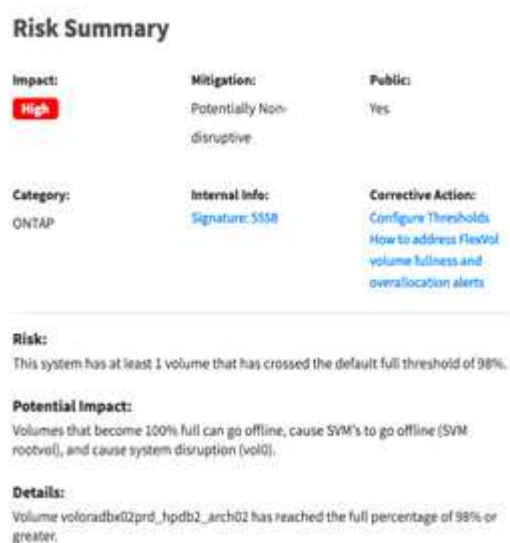 Risk Summary
Impact: Mitigation: Public:
High Potentially Non- Yes
disruptive
Category: Internal Info: Corrective Action:
ONTAP Signature: 5558 Configure Thresholds
How to address FlexVol
volume fullness and
overallocation alerts
Risk:
This system has at least 1 volume that has crossed the default full threshold of 98%.
Potential Impact:
Volumes that become 100% full can go offline, cause SVM's to go offline (SVM
rootvol), and cause system disruption (vol0).
Details:
Volume voloradbx02prd_hpdb2_arch02 has reached the full percentage of 98% or
greater.